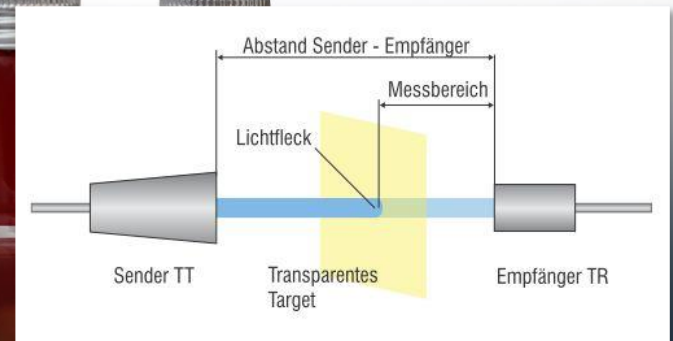 Abstand Sender - Empfänger
Messbereich
Lichtfleck
Sender TT
Transparentes
Target
Empfänger TR